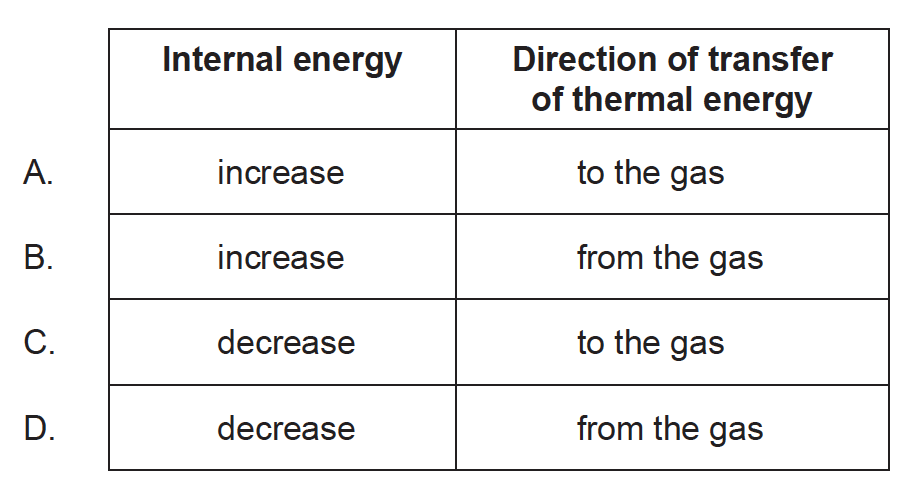 Internal energy Direction of transfer
of thermal energy
A. increase to the gas
B. increase from the gas
C. decrease to the gas
D. decrease from the gas